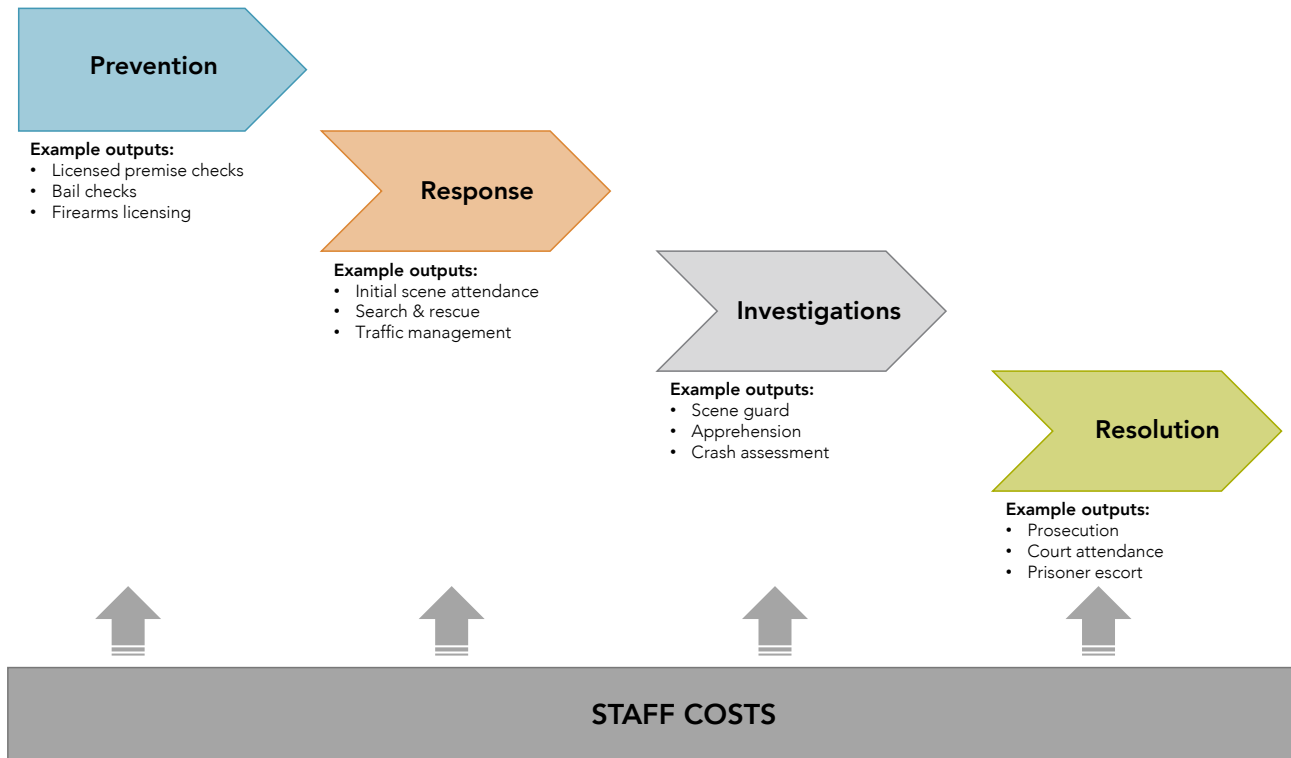 Prevention
Example outputs:
• Licensed premise checks
• Bail checks
• Firearms licensing
Response
Example outputs:
• Initial scene attendance
• Search & rescue
• Traffic management
Investigations
Example outputs:
• Scene guard
• Apprehension
• Crash assessment
Resolution
Example outputs:
• Prosecution
• Court attendance
• Prisoner escort
STAFF COSTS